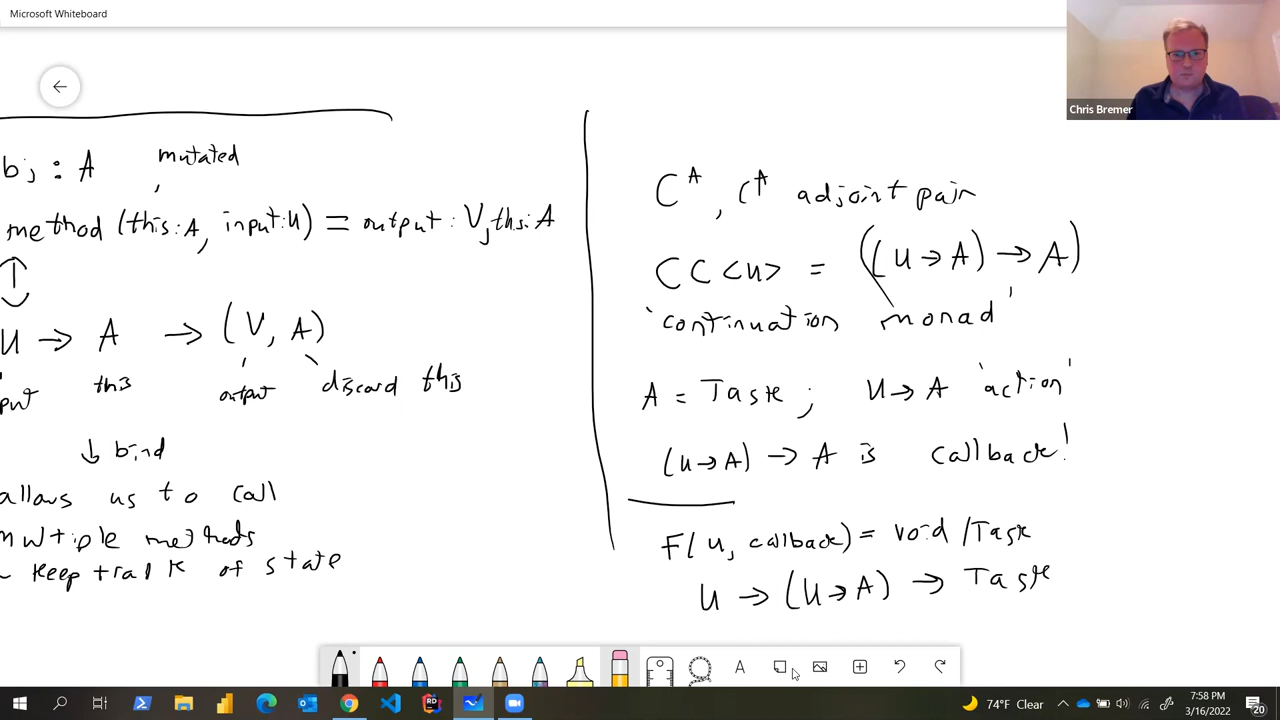 Microsoft Whiteboard
Chris Bremer
bj : A
mutated
method (this:A, input:U) = output : V, this:A
U → A → (V, A)
put this output discard this
↓ bind
allows us to call
multiple methods
keep track of state
C^A, C^A adjoint pair
CC<u> = ((U → A) → A)
'continuation monad'
A = Task ; U → A 'action'
(U → A) → A is callback!
F( u, callback) = void /Task
U → (U → A) → Task
A
74°F Clear
7:58 PM
3/16/2022
20